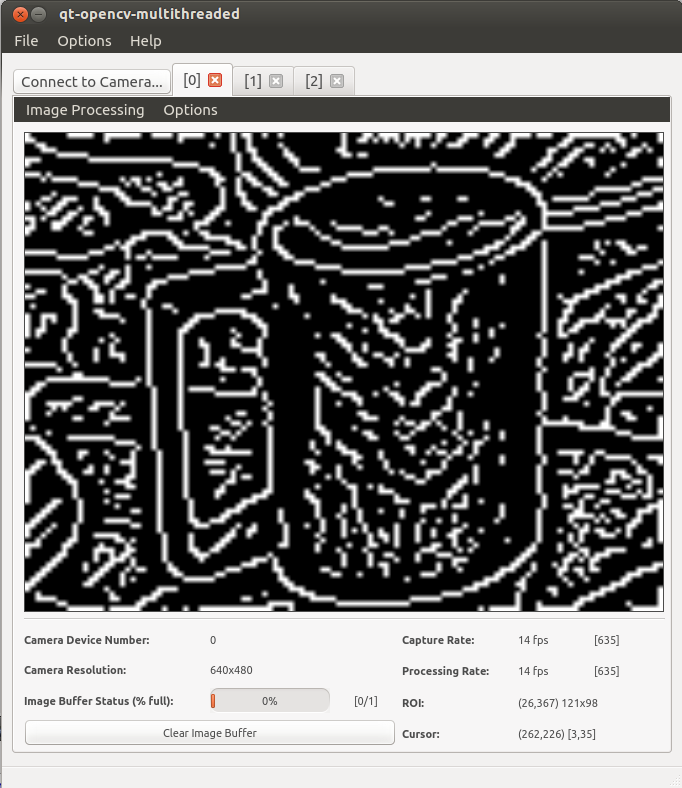 qt-opencv-multithreaded
File Options Help
Connect to Camera... [0] [1] [2]
Image Processing Options
Camera Device Number: 0 Capture Rate: 14 fps [635]
Camera Resolution: 640x480 Processing Rate: 14 fps [635]
Image Buffer Status (% full): 0% [0/1] ROI: (26,367) 121x98
Clear Image Buffer Cursor: (262,226) [3,35]